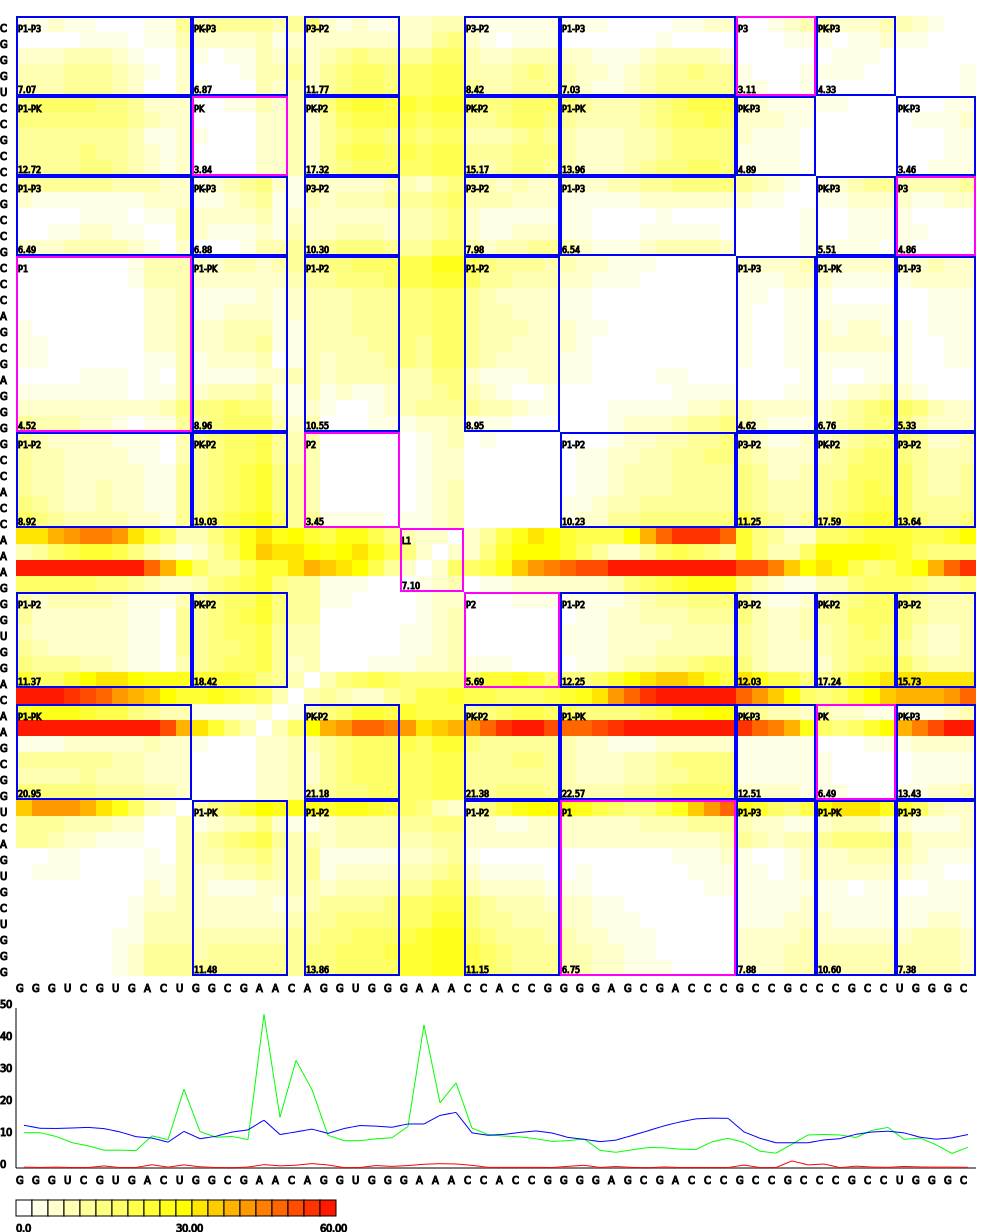 C P1-P3 PK-P3 P3-P2 P3-P2 P1-P3 P3 PK-P3
G
G
G
U 7.07 6.87 11.77 8.42 7.03 3.11 4.33
C P1-PK PK PK-P2 PK-P2 P1-PK PK-P3 PK-P3
C
G
C
C 12.72 3.84 17.32 15.17 13.96 4.89 3.46
C P1-P3 PK-P3 P3-P2 P3-P2 P1-P3 PK-P3 P3
G
C
C
G 6.49 6.88 10.30 7.98 6.54 5.51 4.86
C P1 P1-PK P1-P2 P1-P2 P1-P3 P1-PK P1-P3
C
C
A
G
C
G
A
G
G
G 4.52 8.96 10.55 8.95 4.62 6.76 5.33
G P1-P2 PK-P2 P2 P1-P2 P3-P2 PK-P2 P3-P2
C
C
A
C
C 8.92 19.03 3.45 10.23 11.25 17.59 13.64
A L1
A
A
G 7.10
G P1-P2 PK-P2 P2 P1-P2 P3-P2 PK-P2 P3-P2
G
U
G
G
A 11.37 18.42 5.69 12.25 12.03 17.24 15.73
C
A P1-PK PK-P2 PK-P2 P1-PK PK-P3 PK PK-P3
A
G
C
G
G 20.95 21.18 21.38 22.57 12.51 6.49 13.43
U P1-PK P1-P2 P1-P2 P1 P1-P3 P1-PK P1-P3
C
A
G
U
G
C
U
G
G
G 11.48 13.86 11.15 6.75 7.88 10.60 7.38
G G G U C G U G A C U G G C G A A C A G G U G G G A A A C C A C C G G G G A G C G A C C C G C C G C C C G C C U G G G C
50
40
30
20
10
0
G G G U C G U G A C U G G C G A A C A G G U G G G A A A C C A C C G G G G A G C G A C C C G C C G C C C G C C U G G G C
0.0 30.00 60.00